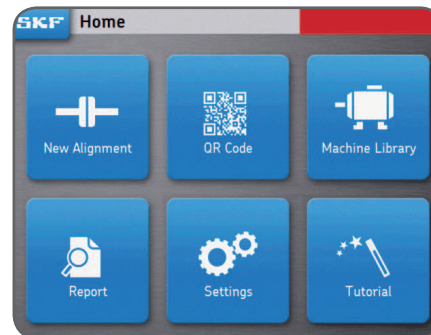 SKF Home
New Alignment QR Code Machine Library
Report Settings Tutorial